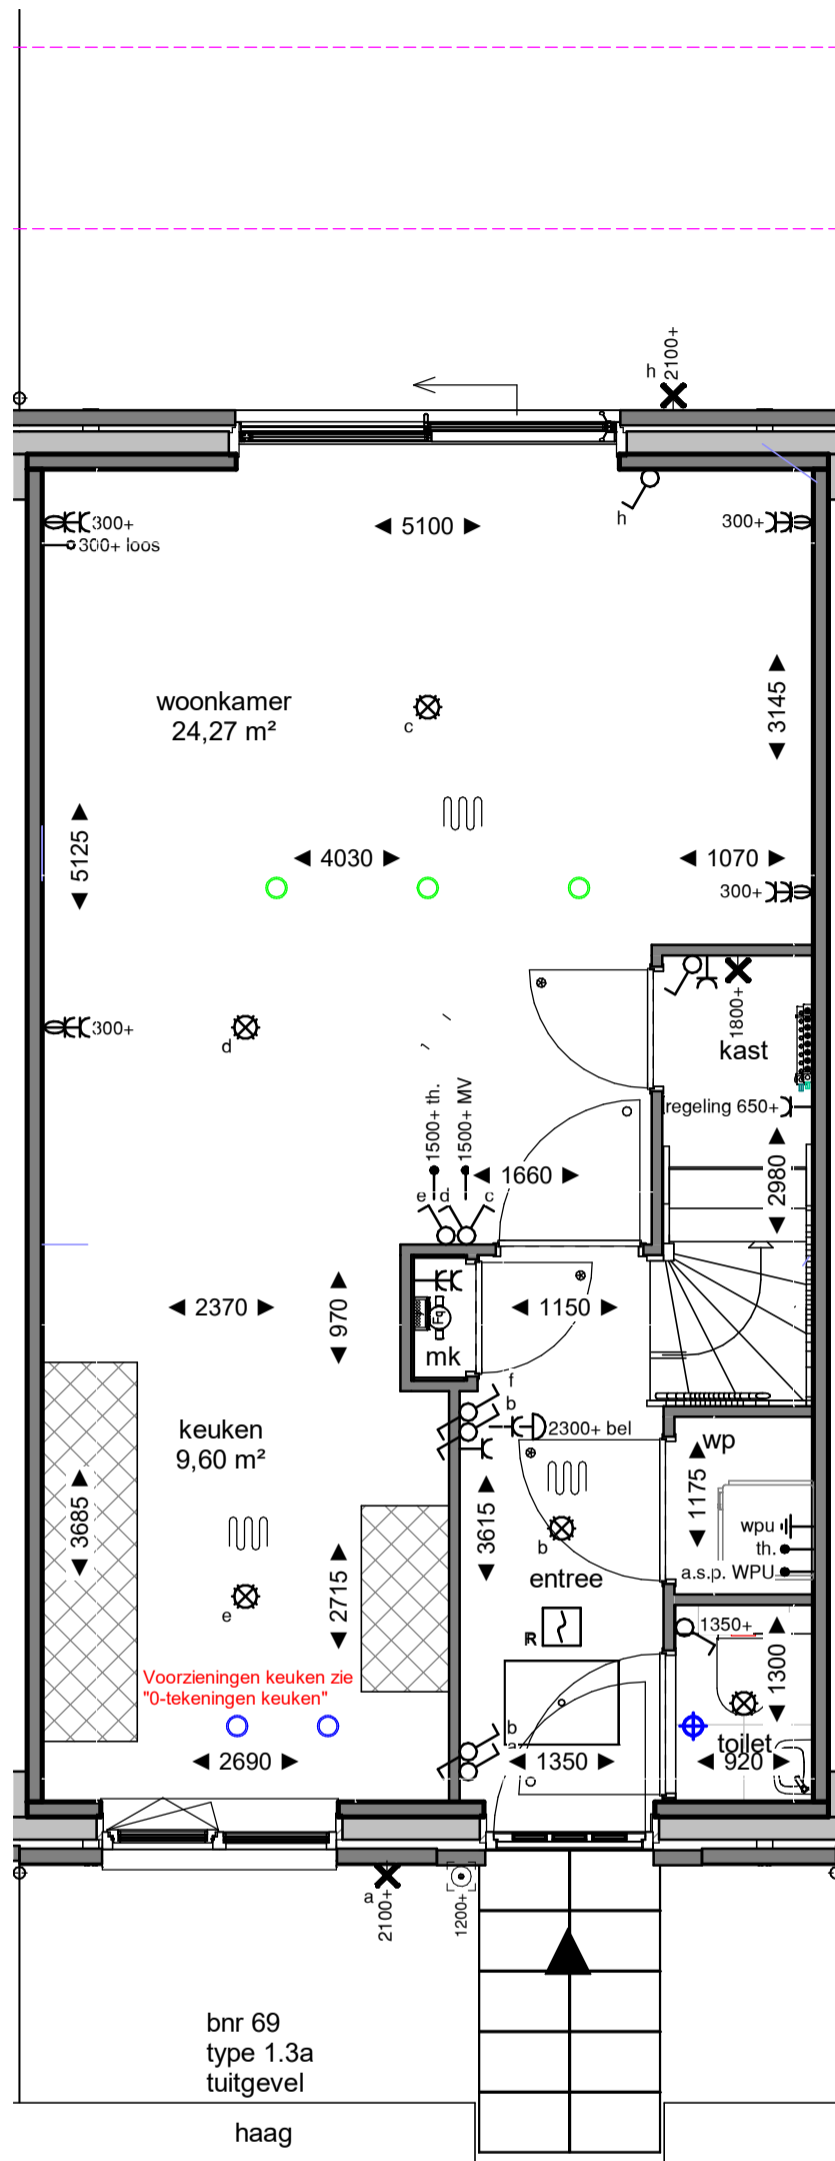 h
2100+
300+
300+ loos
5100
h
300+
woonkamer
24,27 m²
c
3145
5125
4030
1070
300+
300+
d
1800+
kast
regeling 650+
1500+ th.
1500+ MV
1660
2980
e
d
c
2370
970
1150
Fq
mk
f
b
2300+ bel
wp
keuken
9,60 m²
3685
3615
1175
wpu
th.
a.s.p. WPU
b
entree
e
2715
R
1350+
1300
Voorzieningen keuken zie
"0-tekeningen keuken"
toilet
b
a
2690
1350
920
a
2100+
1200+
bnr 69
type 1.3a
tuitgevel
haag